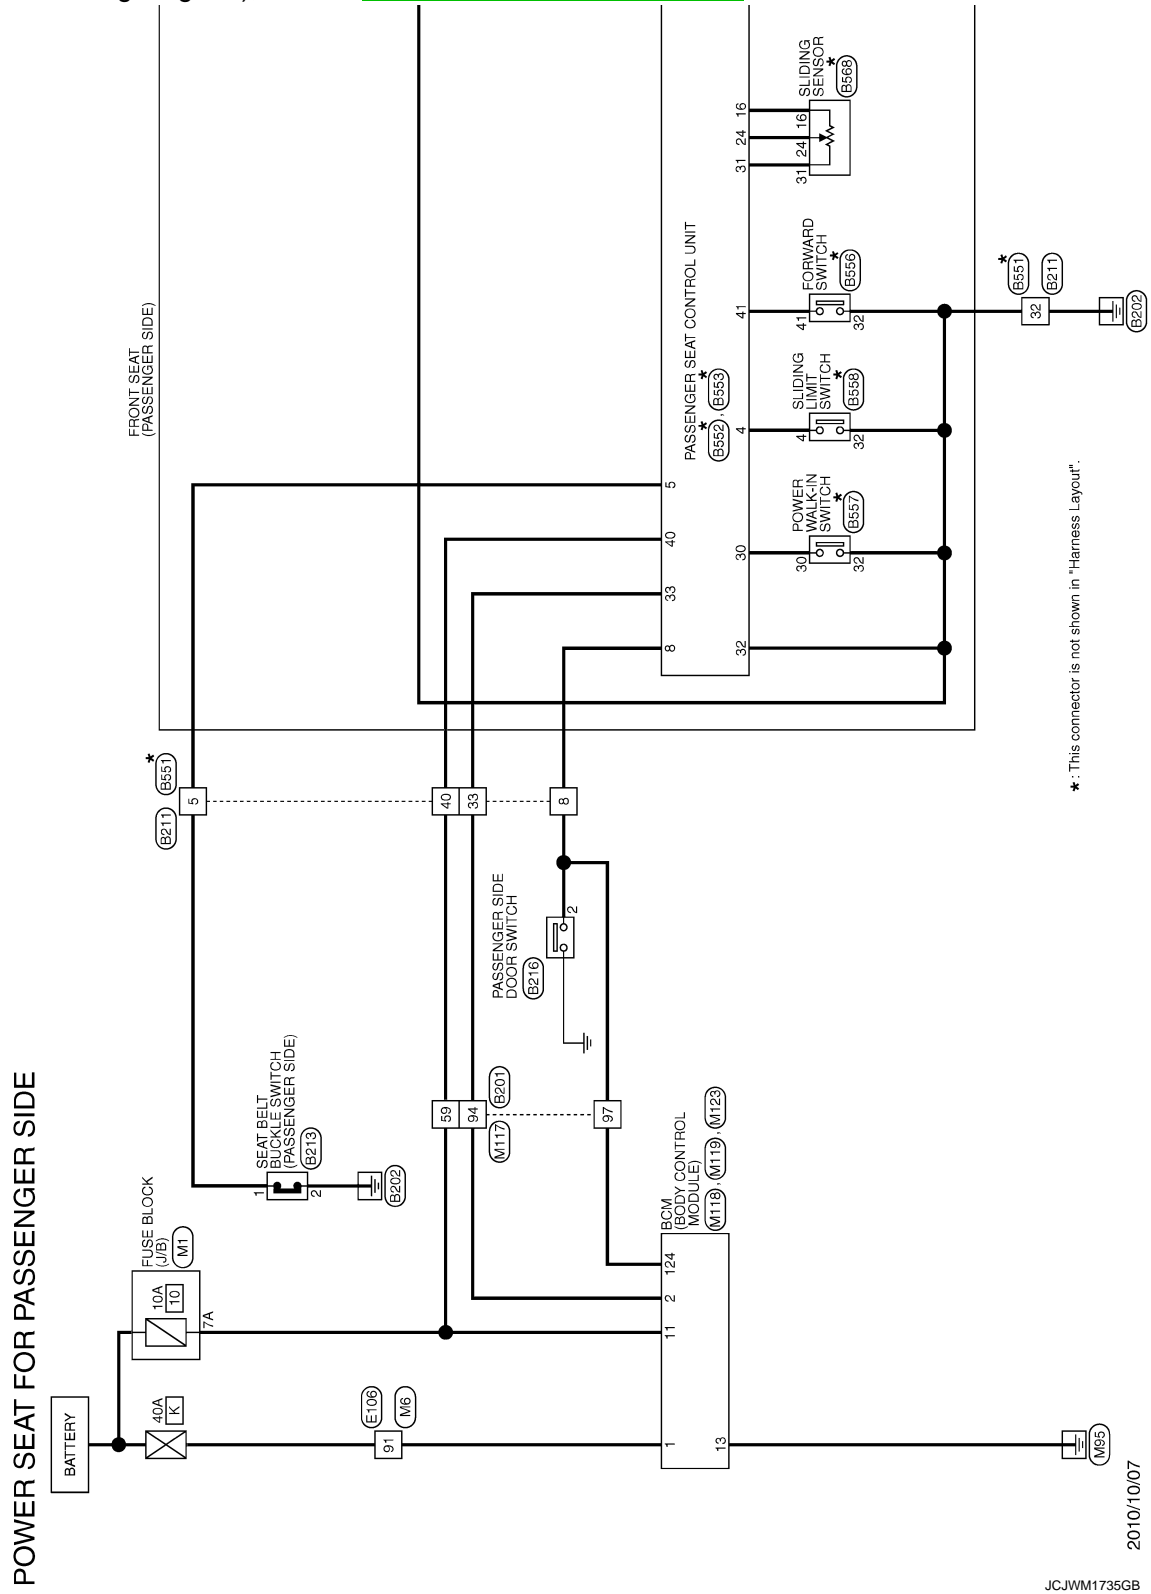 POWER SEAT FOR PASSENGER SIDE
BATTERY
40A
K
10A
10
FUSE BLOCK
(J/B)
M1
7A
E106
91
M6
1
11
2
124
13
BCM
(BODY CONTROL
MODULE)
M118 , M119 , M123
M95
SEAT BELT
BUCKLE SWITCH
(PASSENGER SIDE)
B213
1
2
B202
59
94
97
M117
B201
PASSENGER SIDE
DOOR SWITCH
B216
2
B211
B551
*
5
40
33
8
FRONT SEAT
(PASSENGER SIDE)
8
33
40
5
PASSENGER SEAT CONTROL UNIT
B552 * , B553 *
32
30
4
41
31
24
16
POWER
WALK-IN
SWITCH
*
B557
30
32
SLIDING
LIMIT
SWITCH
*
B558
4
32
FORWARD
SWITCH
*
B556
41
32
SLIDING
SENSOR
*
B568
31
24
16
*
B551
32
B211
B202
* : This connector is not shown in "Harness Layout".
2010/10/07
JCJWM1735GB